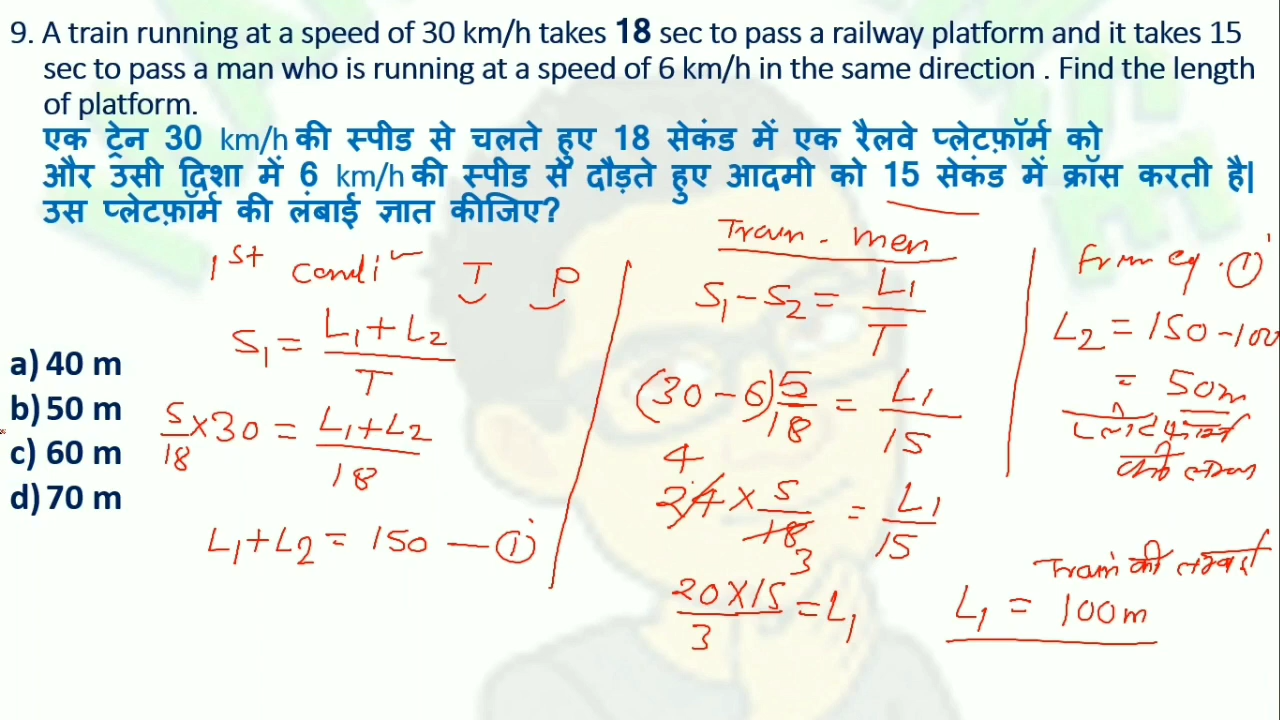 9. A train running at a speed of 30 km/h takes 18 sec to pass a railway platform and it takes 15
sec to pass a man who is running at a speed of 6 km/h in the same direction . Find the length
of platform.
एक ट्रेन 30 km/h की स्पीड से चलते हुए 18 सेकंड में एक रैलवे प्लेटफ़ॉर्म को
और उसी दिशा में 6 km/h की स्पीड से दौड़ते हुए आदमी को 15 सेकंड में क्रॉस करती है|
उस प्लेटफ़ॉर्म की लंबाई ज्ञात कीजिए?
a) 40 m
b) 50 m
c) 60 m
d) 70 m
1st Condi
T P
S₁ = L₁+L₂/T
5/18 ×30 = L₁+L₂/18
L₁+L₂ = 150 — ①
Train - men
S₁-S₂ = L₁/T
(30-6)5/18 = L₁/15
4
24 × 5/18 = L₁/15
3
20×15/3 = L₁
from eq. ①
L₂ = 150-100
= 50m
Train की लम्बाई
L₁ = 100m